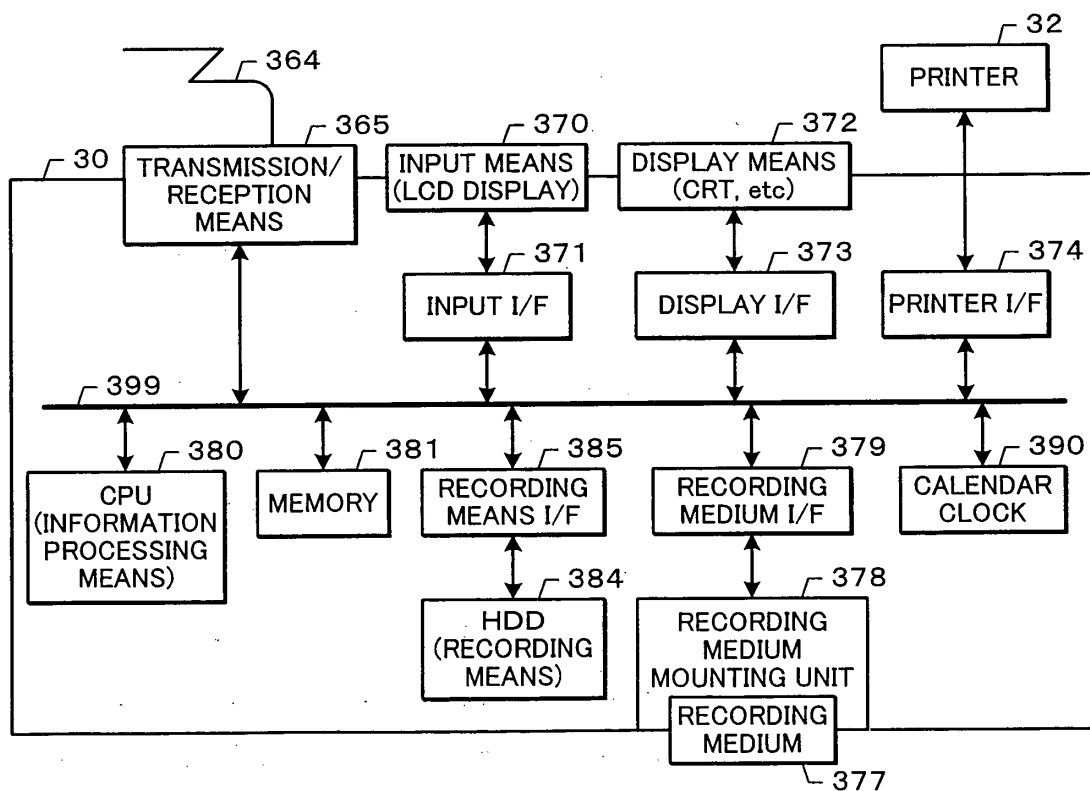 364
32
PRINTER
365
370
372
30
TRANSMISSION/
RECEPTION
MEANS
INPUT MEANS
(LCD DISPLAY)
DISPLAY MEANS
(CRT, etc)
371
373
374
INPUT I/F
DISPLAY I/F
PRINTER I/F
399
380
381
385
379
390
CPU
(INFORMATION
PROCESSING
MEANS)
MEMORY
RECORDING
MEANS I/F
RECORDING
MEDIUM I/F
CALENDAR
CLOCK
384
378
HDD
(RECORDING
MEANS)
RECORDING
MEDIUM
MOUNTING UNIT
RECORDING
MEDIUM
377